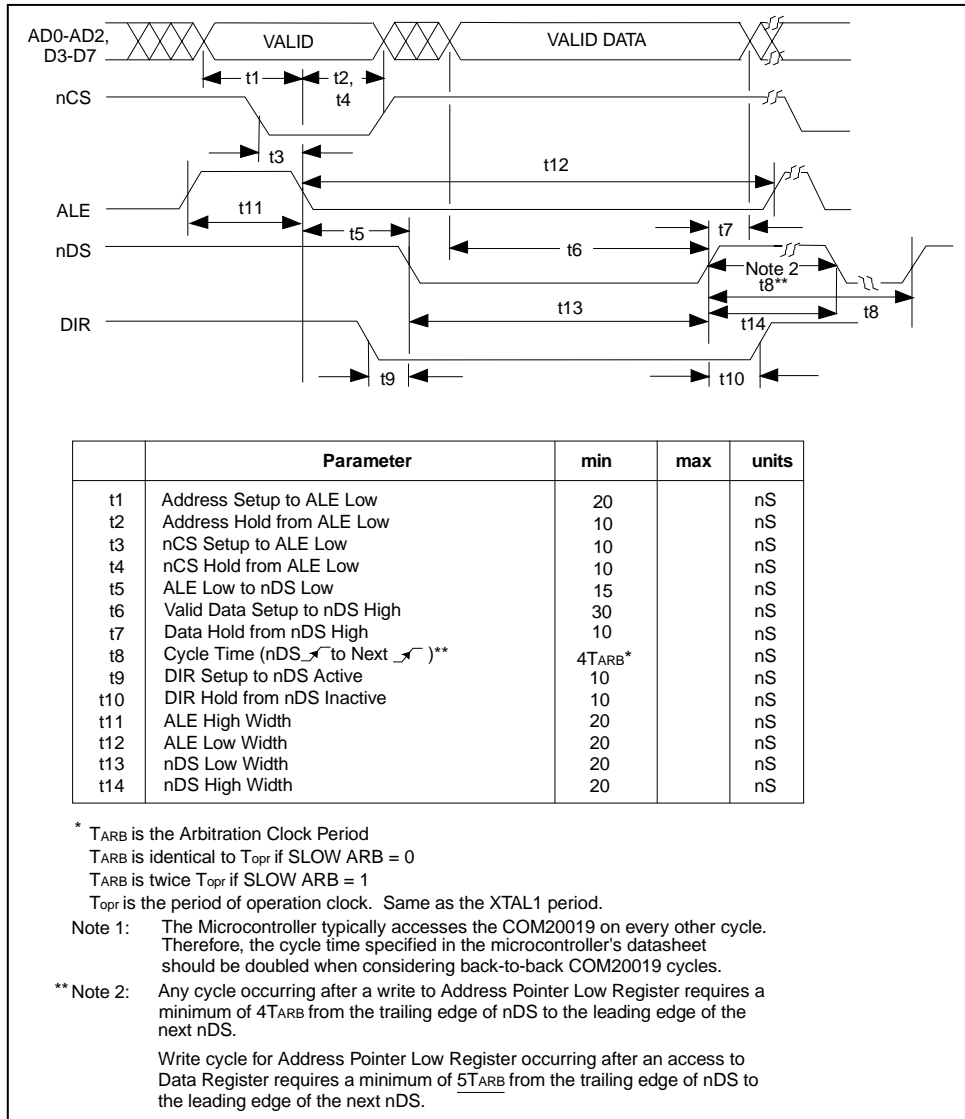 AD0-AD2,
D3-D7
VALID
VALID DATA
t1
t2,
t4
nCS
t3
t12
ALE
t11
t5
t7
nDS
t6
Note 2
t8**
t8
t13
t14
DIR
t9
t10
Parameter min max units
t1 Address Setup to ALE Low 20 nS
t2 Address Hold from ALE Low 10 nS
t3 nCS Setup to ALE Low 10 nS
t4 nCS Hold from ALE Low 10 nS
t5 ALE Low to nDS Low 15 nS
t6 Valid Data Setup to nDS High 30 nS
t7 Data Hold from nDS High 10 nS
t8 Cycle Time (nDS to Next )** 4TARB* nS
t9 DIR Setup to nDS Active 10 nS
t10 DIR Hold from nDS Inactive 10 nS
t11 ALE High Width 20 nS
t12 ALE Low Width 20 nS
t13 nDS Low Width 20 nS
t14 nDS High Width 20 nS
* TARB is the Arbitration Clock Period
TARB is identical to Topr if SLOW ARB = 0
TARB is twice Topr if SLOW ARB = 1
Topr is the period of operation clock. Same as the XTAL1 period.
Note 1: The Microcontroller typically accesses the COM20019 on every other cycle.
Therefore, the cycle time specified in the microcontroller's datasheet
should be doubled when considering back-to-back COM20019 cycles.
** Note 2: Any cycle occurring after a write to Address Pointer Low Register requires a
minimum of 4TARB from the trailing edge of nDS to the leading edge of the
next nDS.
Write cycle for Address Pointer Low Register occurring after an access to
Data Register requires a minimum of 5TARB from the trailing edge of nDS to
the leading edge of the next nDS.